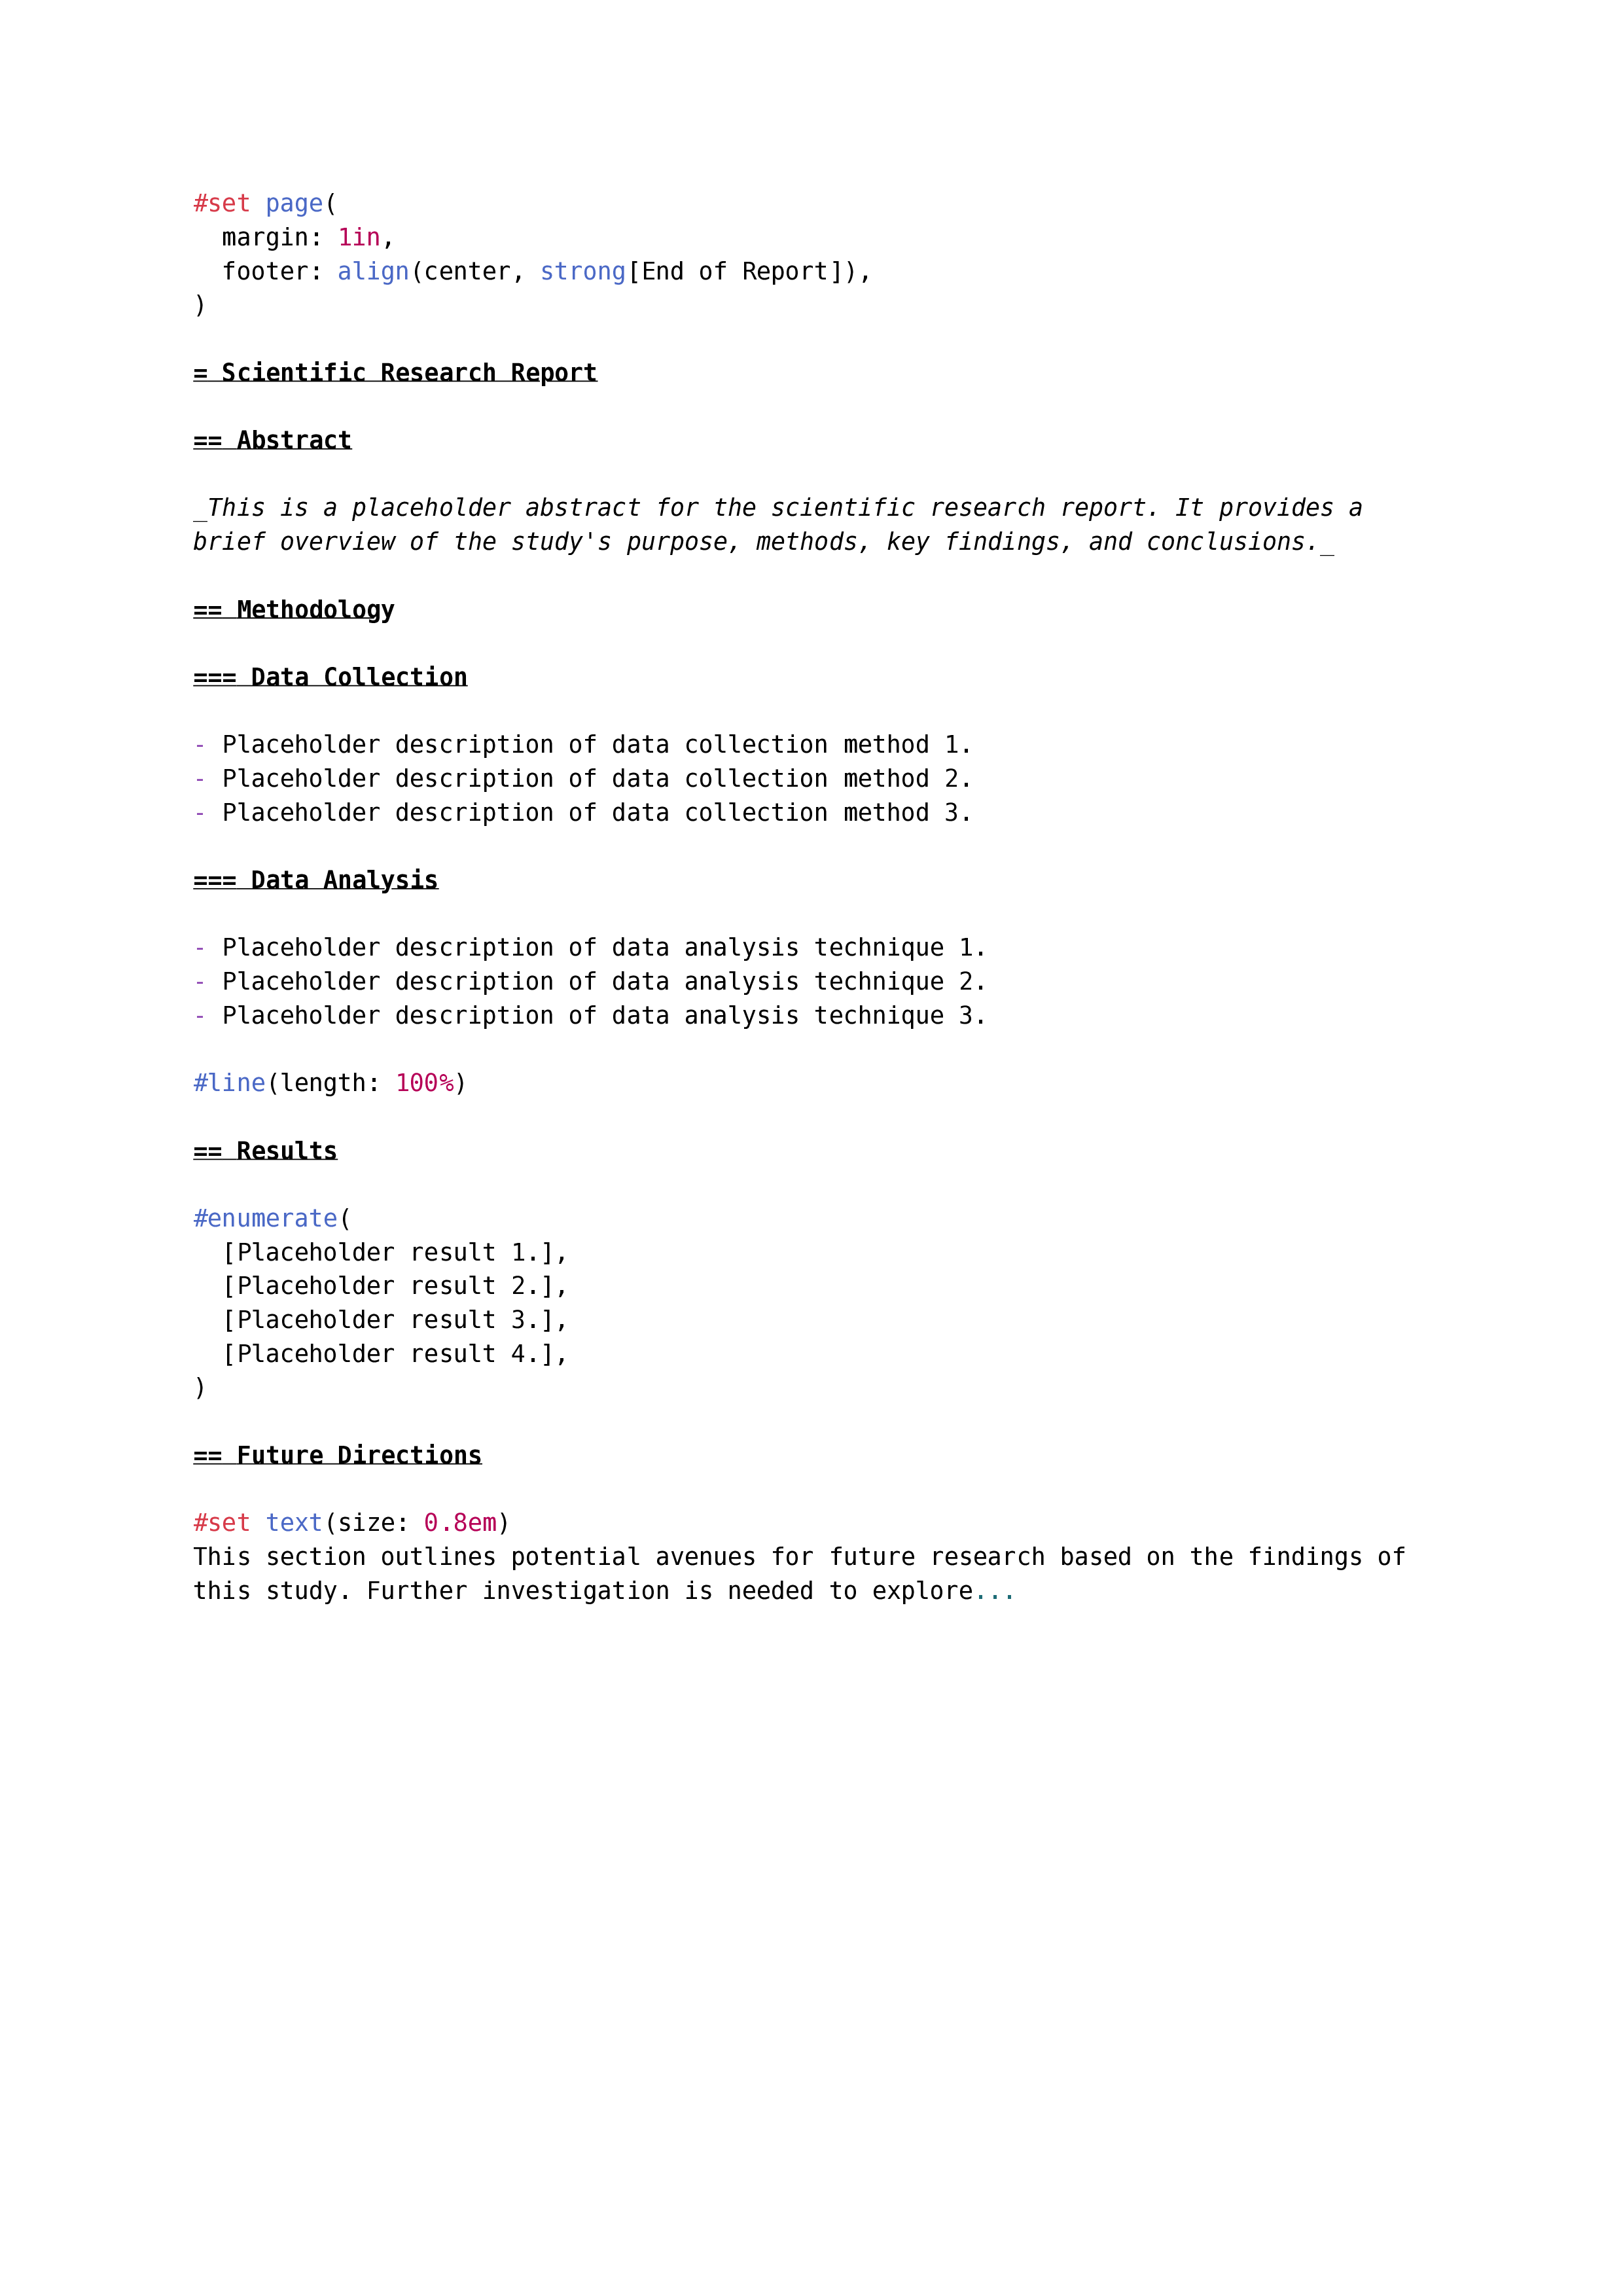 #set page(
  margin: 1in,
  footer: align(center, strong[End of Report]),
)
= Scientific Research Report
== Abstract
_This is a placeholder abstract for the scientific research report. It provides a
brief overview of the study's purpose, methods, key findings, and conclusions._
== Methodology
=== Data Collection
- Placeholder description of data collection method 1.
- Placeholder description of data collection method 2.
- Placeholder description of data collection method 3.
=== Data Analysis
- Placeholder description of data analysis technique 1.
- Placeholder description of data analysis technique 2.
- Placeholder description of data analysis technique 3.
#line(length: 100%)
== Results
#enumerate(
  [Placeholder result 1.],
  [Placeholder result 2.],
  [Placeholder result 3.],
  [Placeholder result 4.],
)
== Future Directions
#set text(size: 0.8em)
This section outlines potential avenues for future research based on the findings of
this study. Further investigation is needed to explore...